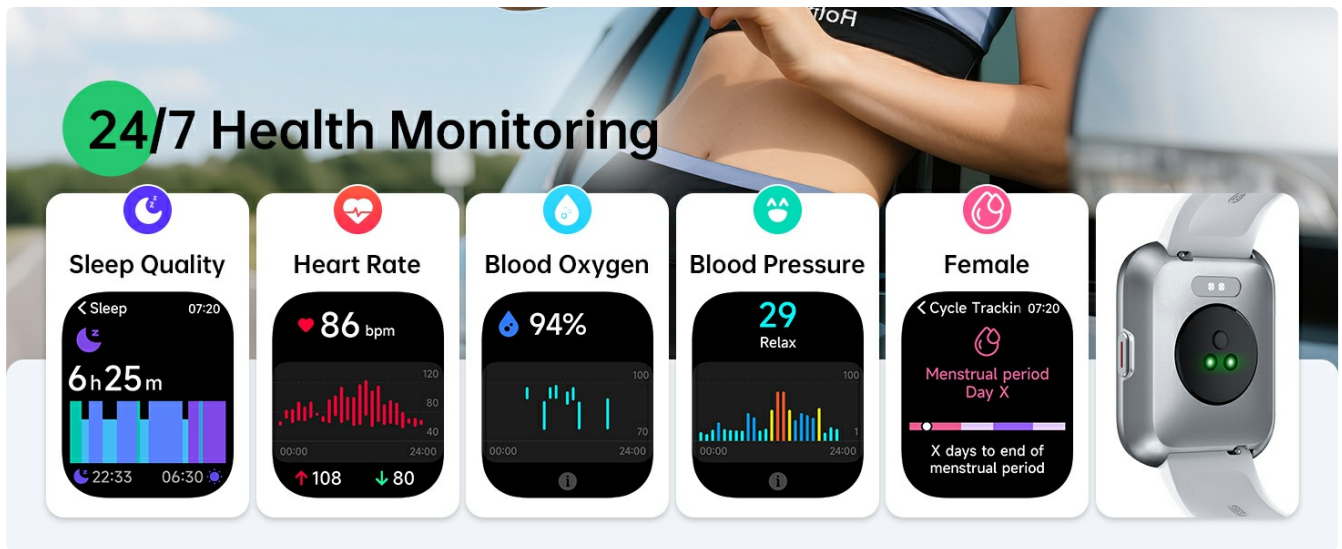 24/7 Health Monitoring
Sleep Quality
Sleep 07:20
6h25m
22:33 06:30
Heart Rate
86 bpm
120
80
40
00:00 24:00
108 80
Blood Oxygen
94%
100
70
00:00 24:00
Blood Pressure
29
Relax
100
1
00:00 24:00
Female
Cycle Trackin 07:20
Menstrual period
Day X
X days to end of
menstrual period